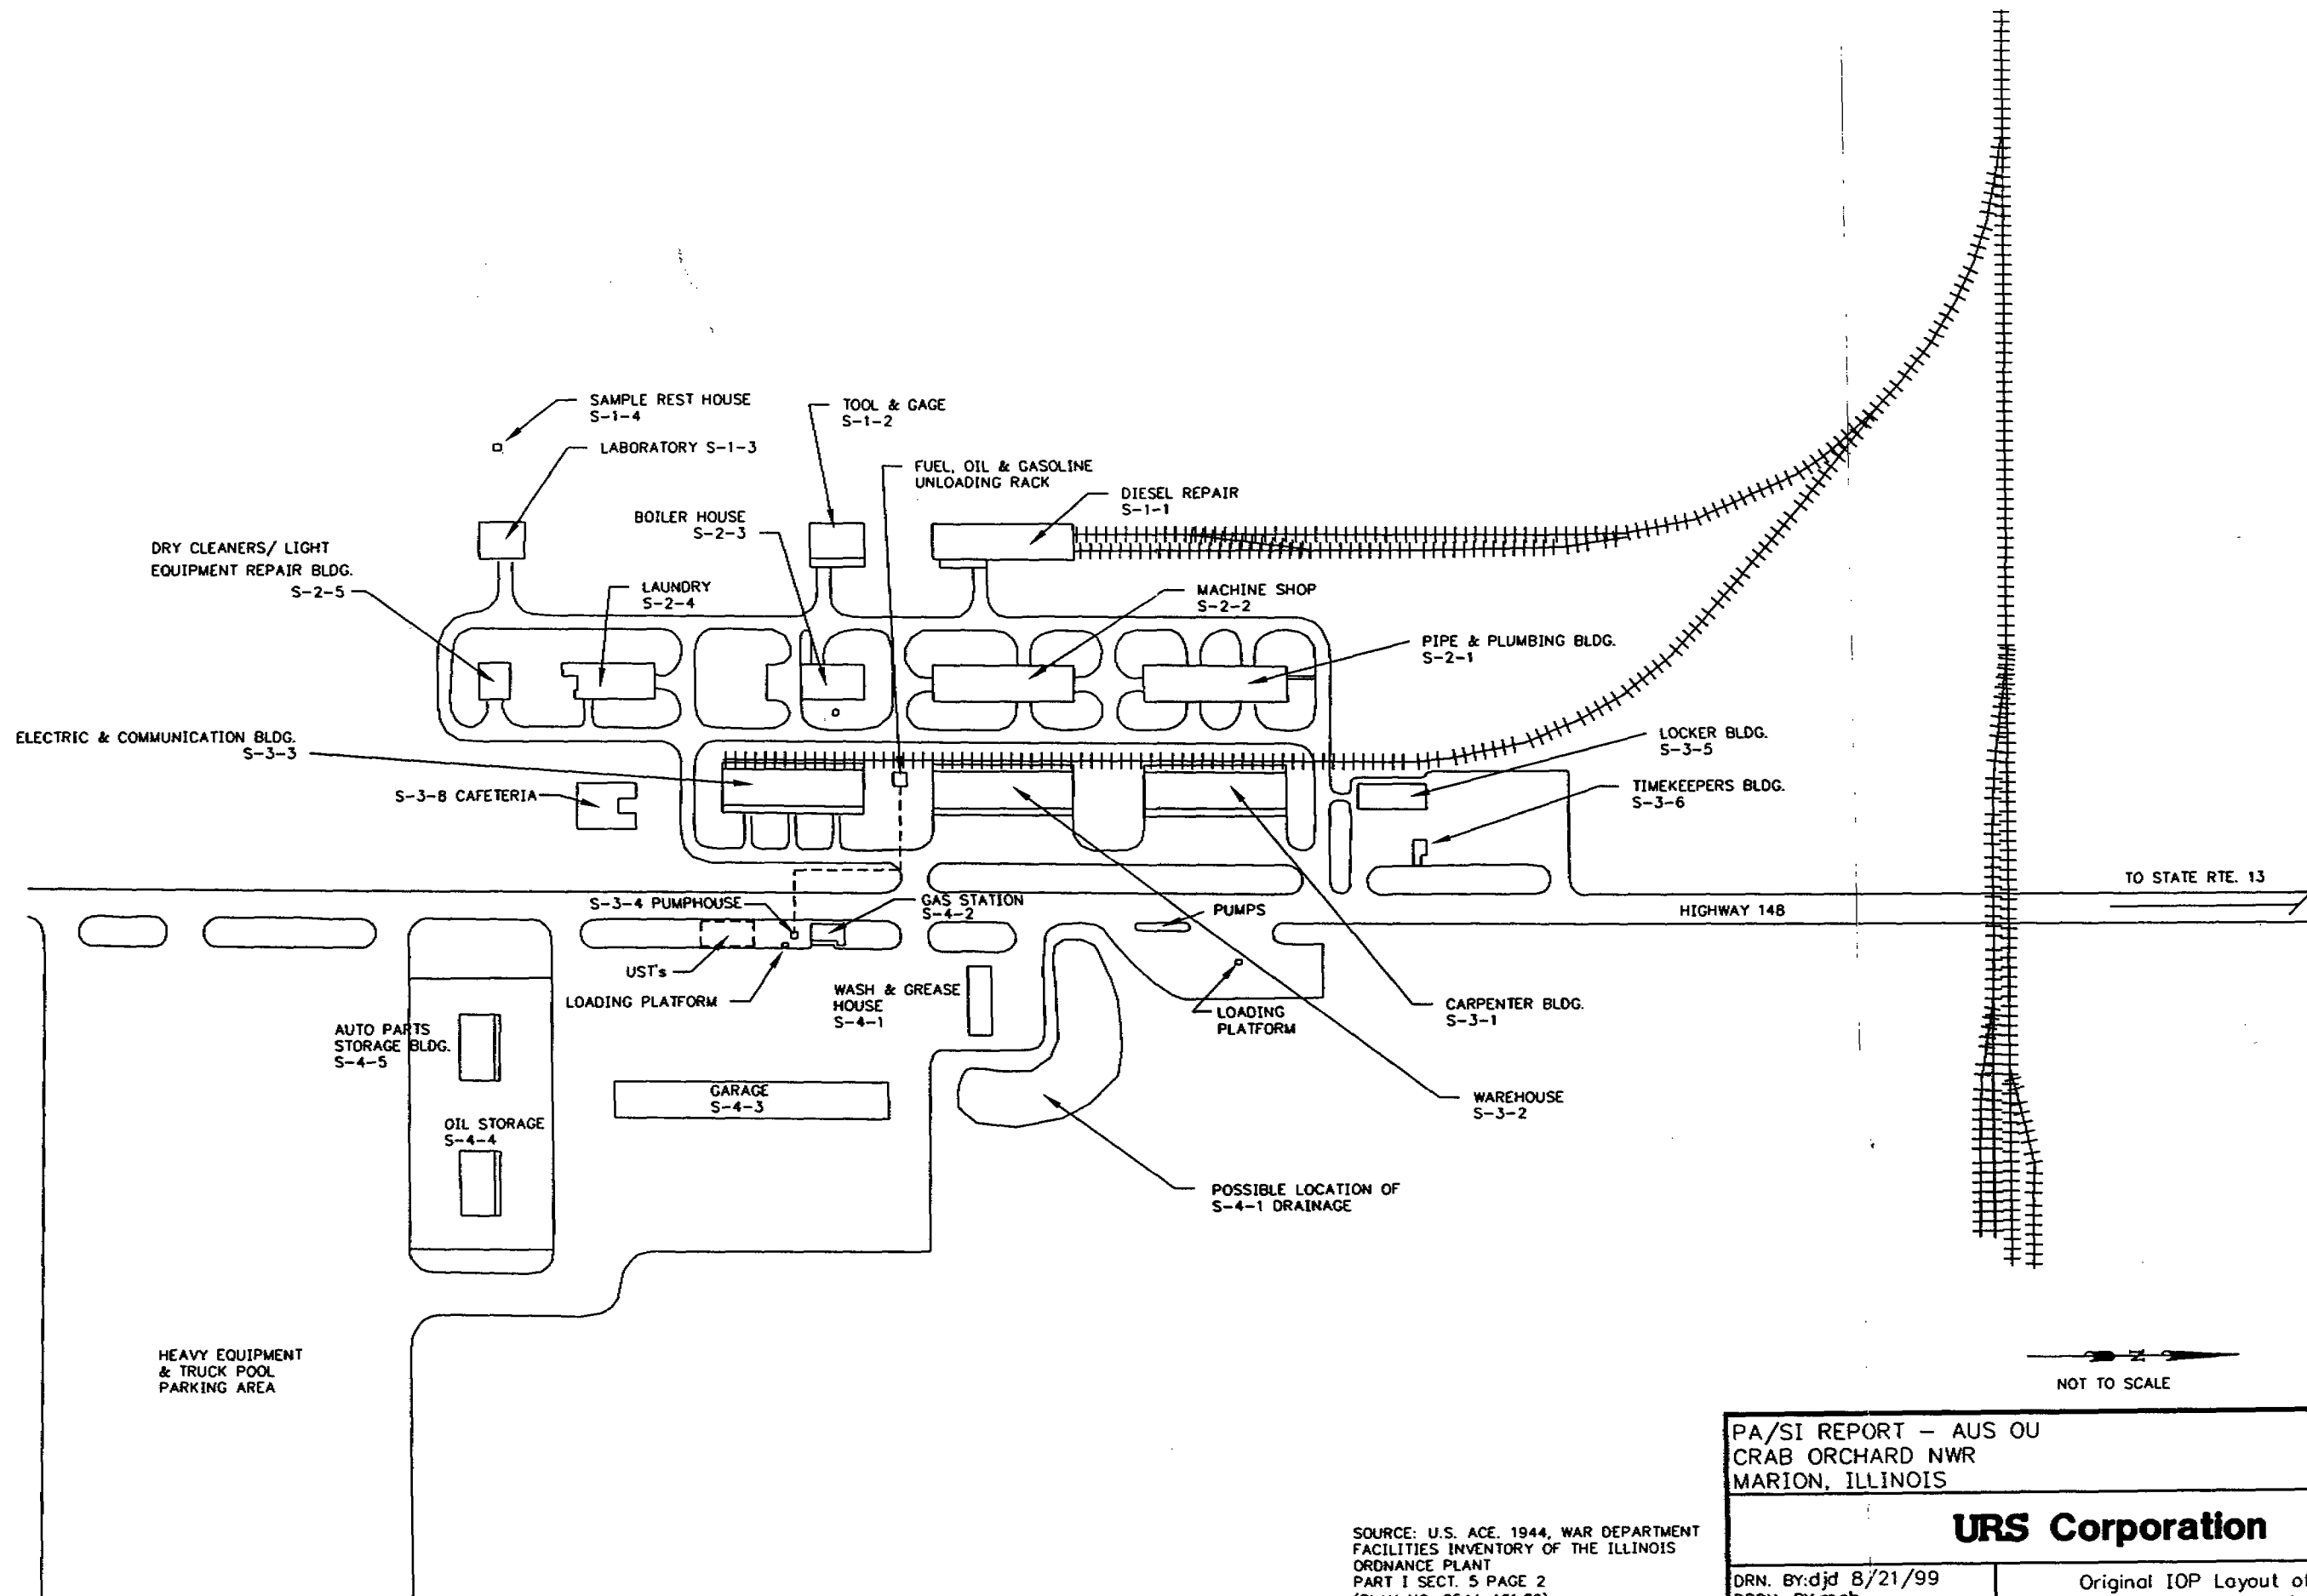 SAMPLE REST HOUSE
S-1-4
LABORATORY S-1-3
TOOL & GAGE
S-1-2
FUEL, OIL & GASOLINE
UNLOADING RACK
DIESEL REPAIR
S-1-1
BOILER HOUSE
S-2-3
DRY CLEANERS/ LIGHT
EQUIPMENT REPAIR BLDG.
S-2-5
LAUNDRY
S-2-4
MACHINE SHOP
S-2-2
PIPE & PLUMBING BLDG.
S-2-1
ELECTRIC & COMMUNICATION BLDG.
S-3-3
S-3-8 CAFETERIA
LOCKER BLDG.
S-3-5
TIMEKEEPERS BLDG.
S-3-6
TO STATE RTE. 13
HIGHWAY 148
S-3-4 PUMPHOUSE
GAS STATION
S-4-2
PUMPS
UST's
LOADING PLATFORM
WASH & GREASE
HOUSE
S-4-1
LOADING
PLATFORM
CARPENTER BLDG.
S-3-1
AUTO PARTS
STORAGE BLDG.
S-4-5
GARAGE
S-4-3
WAREHOUSE
S-3-2
OIL STORAGE
S-4-4
POSSIBLE LOCATION OF
S-4-1 DRAINAGE
HEAVY EQUIPMENT
& TRUCK POOL
PARKING AREA
N
NOT TO SCALE
PA/SI REPORT - AUS OU
CRAB ORCHARD NWR
MARION, ILLINOIS
URS Corporation
SOURCE: U.S. ACE. 1944, WAR DEPARTMENT
FACILITIES INVENTORY OF THE ILLINOIS
ORDNANCE PLANT
PART I SECT. 5 PAGE 2
DRN. BY:djd 8/21/99
Original IOP Layout of